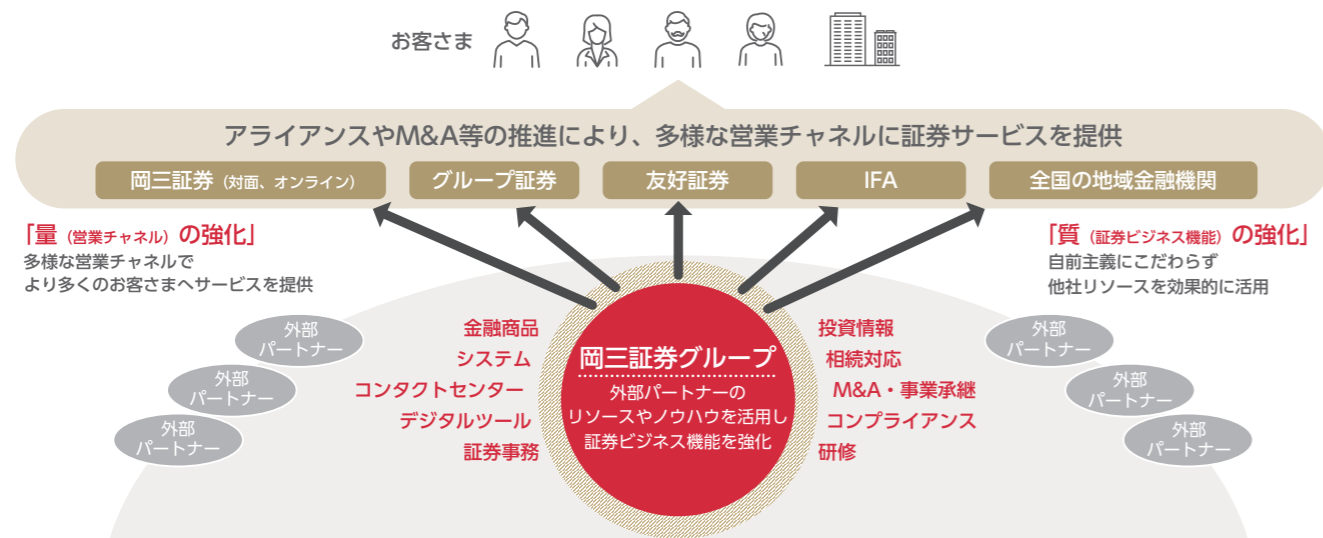 お客さま
アライアンスやM&A等の推進により、多様な営業チャネルに証券サービスを提供
岡三証券（対面、オンライン）
グループ証券
友好証券
IFA
全国の地域金融機関
「量（営業チャネル）の強化」
多様な営業チャネルで
より多くのお客さまへサービスを提供
「質（証券ビジネス機能）の強化」
自前主義にこだわらず
他社リソースを効果的に活用
外部
パートナー
外部
パートナー
外部
パートナー
金融商品
システム
コンタクトセンター
デジタルツール
証券事務
岡三証券グループ
外部パートナーの
リソースやノウハウを活用し
証券ビジネス機能を強化
投資情報
相続対応
M&A・事業承継
コンプライアンス
研修
外部
パートナー
外部
パートナー
外部
パートナー